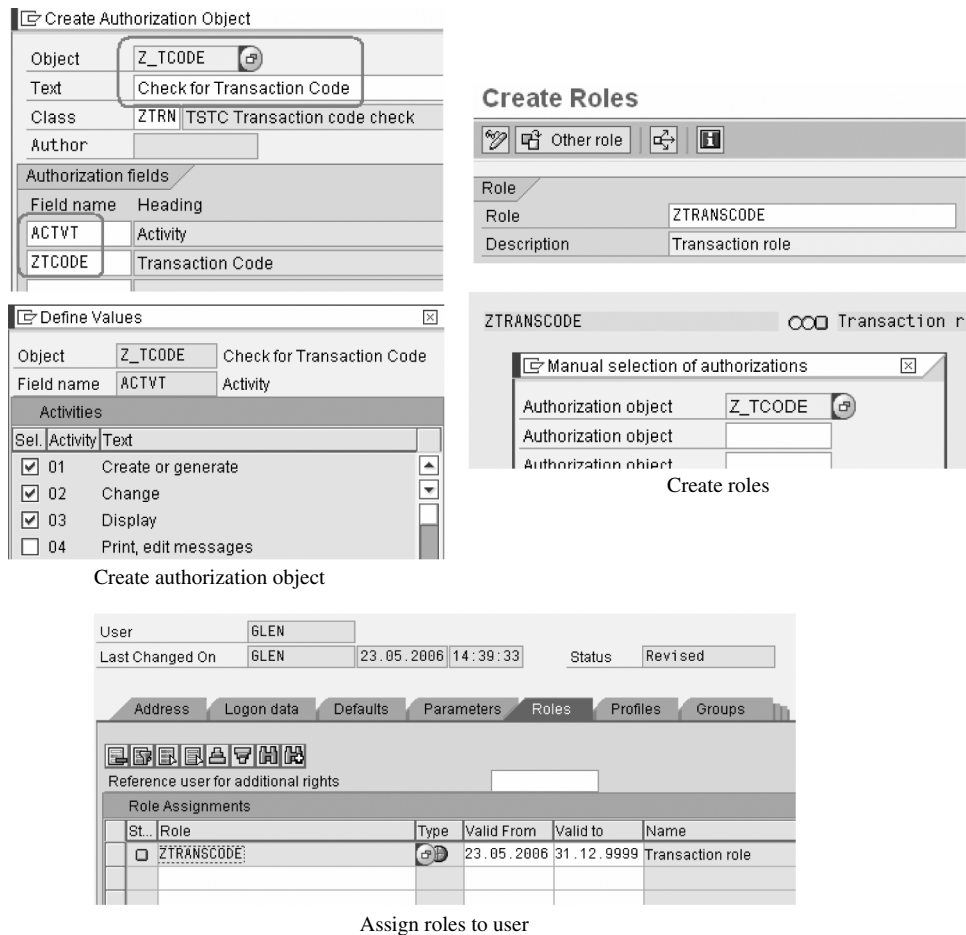 Create Authorization Object
Object Z_TCODE
Text Check for Transaction Code
Class ZTRN TSTC Transaction code check
Author
Authorization fields
Field name Heading
ACTVT Activity
ZTCODE Transaction Code
Define Values
Object Z_TCODE Check for Transaction Code
Field name ACTVT Activity
Activities
Sel. Activity Text
01 Create or generate
02 Change
03 Display
04 Print, edit messages
Create authorization object
Create Roles
Other role
Role
Role ZTRANSCODE
Description Transaction role
ZTRANSCODE Transaction r
Manual selection of authorizations
Authorization object Z_TCODE
Authorization object
Authorization object
Create roles
User GLEN
Last Changed On GLEN 23.05.2006 14:39:33 Status Revised
Address Logon data Defaults Parameters Roles Profiles Groups
Reference user for additional rights
Role Assignments
St... Role Type Valid From Valid to Name
ZTRANSCODE 23.05.2006 31.12.9999 Transaction role
Assign roles to user